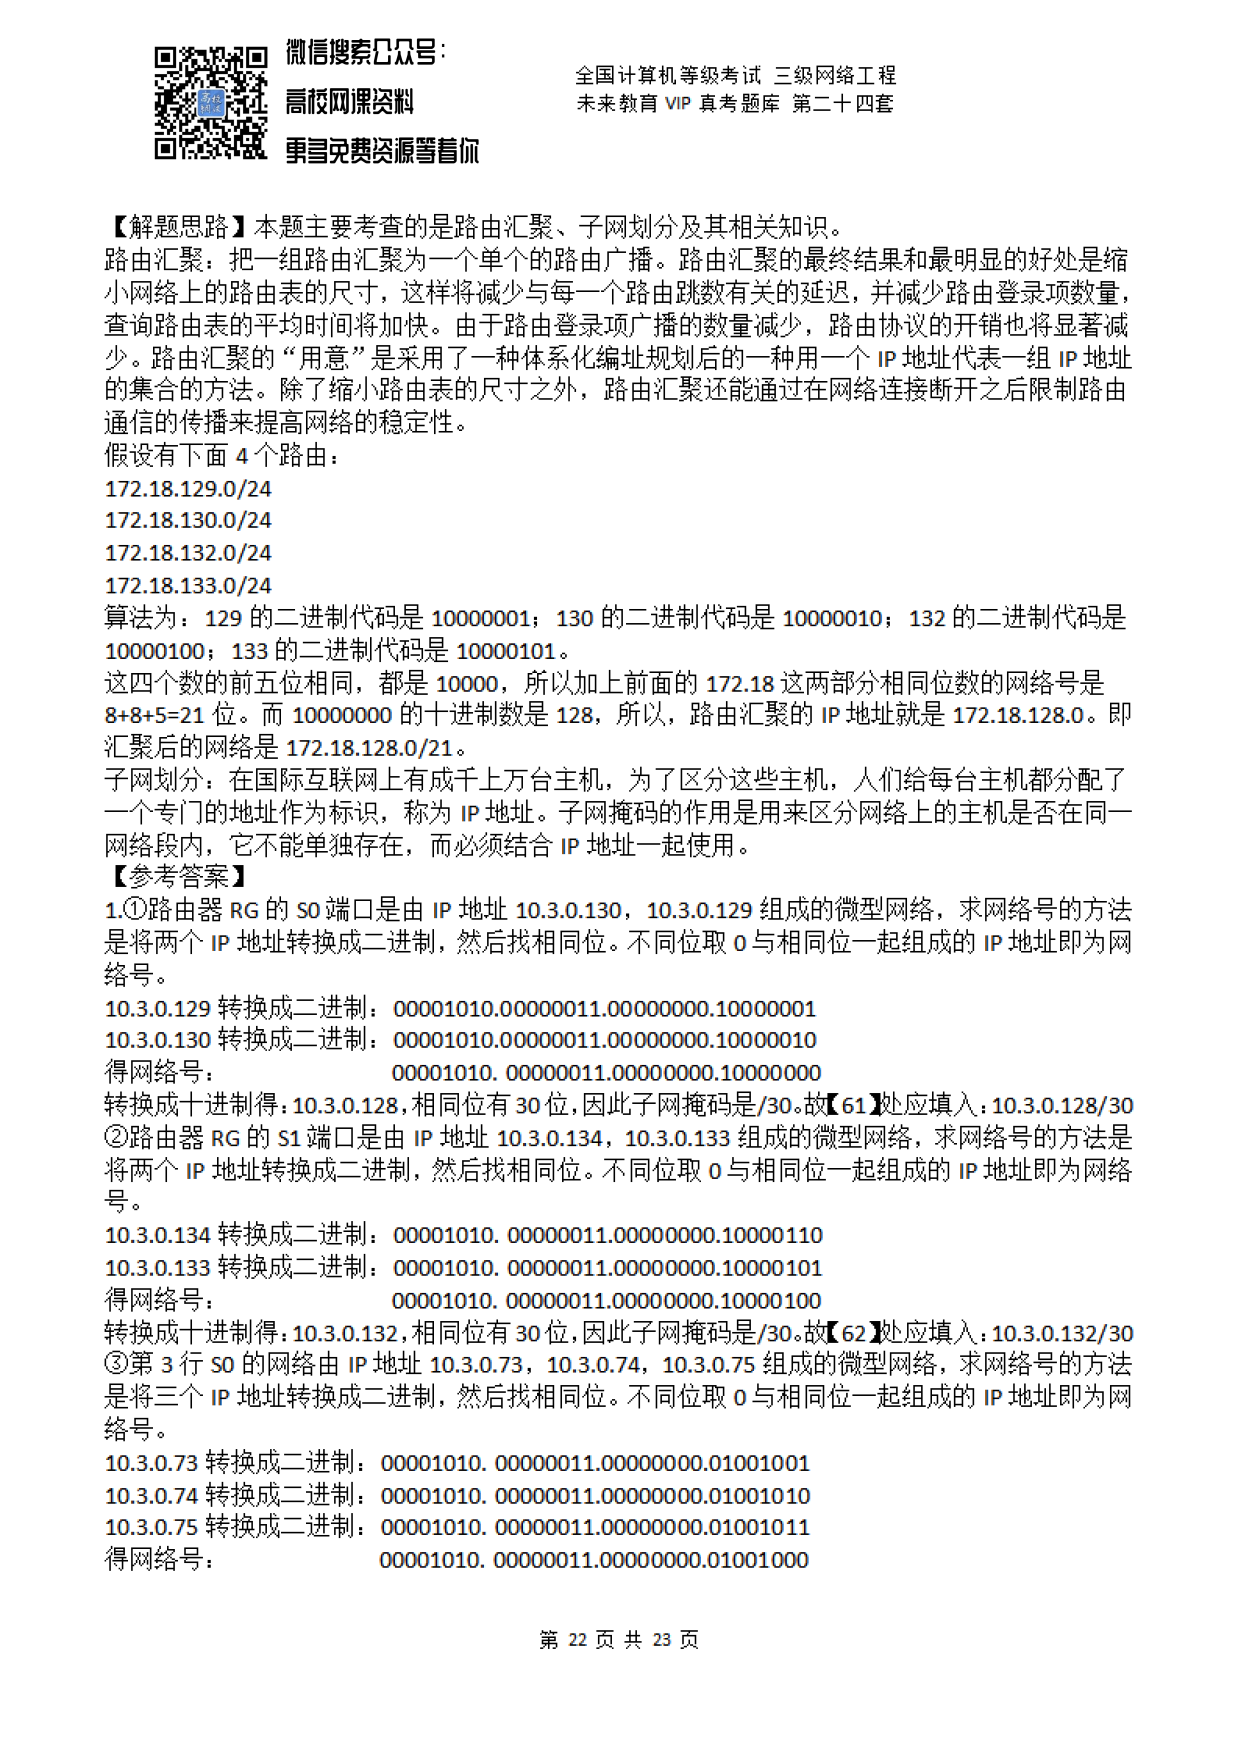 微信搜索公众号：
高校网课资料
更多免费资源等着你
全国计算机等级考试 三级网络工程
未来教育 VIP 真考题库 第二十四套
【解题思路】本题主要考查的是路由汇聚、子网划分及其相关知识。
路由汇聚：把一组路由汇聚为一个单个的路由广播。路由汇聚的最终结果和最明显的好处是缩
小网络上的路由表的尺寸，这样将减少与每一个路由跳数有关的延迟，并减少路由登录项数量，
查询路由表的平均时间将加快。由于路由登录项广播的数量减少，路由协议的开销也将显著减
少。路由汇聚的“用意”是采用了一种体系化编址规划后的一种用一个 IP 地址代表一组 IP 地址
的集合的方法。除了缩小路由表的尺寸之外，路由汇聚还能通过在网络连接断开之后限制路由
通信的传播来提高网络的稳定性。
假设有下面 4 个路由：
172.18.129.0/24
172.18.130.0/24
172.18.132.0/24
172.18.133.0/24
算法为：129 的二进制代码是 10000001；130 的二进制代码是 10000010；132 的二进制代码是
10000100；133 的二进制代码是 10000101。
这四个数的前五位相同，都是 10000，所以加上前面的 172.18 这两部分相同位数的网络号是
8+8+5=21 位。而 10000000 的十进制数是 128，所以，路由汇聚的 IP 地址就是 172.18.128.0。即
汇聚后的网络是 172.18.128.0/21。
子网划分：在国际互联网上有成千上万台主机，为了区分这些主机，人们给每台主机都分配了
一个专门的地址作为标识，称为 IP 地址。子网掩码的作用是用来区分网络上的主机是否在同一
网络段内，它不能单独存在，而必须结合 IP 地址一起使用。
【参考答案】
1.①路由器 RG 的 S0 端口是由 IP 地址 10.3.0.130，10.3.0.129 组成的微型网络，求网络号的方法
是将两个 IP 地址转换成二进制，然后找相同位。不同位取 0 与相同位一起组成的 IP 地址即为网
络号。
10.3.0.129 转换成二进制：00001010.00000011.00000000.10000001
10.3.0.130 转换成二进制：00001010.00000011.00000000.10000010
得网络号： 00001010. 00000011.00000000.10000000
转换成十进制得：10.3.0.128，相同位有 30 位，因此子网掩码是/30。故【61】处应填入：10.3.0.128/30
②路由器 RG 的 S1 端口是由 IP 地址 10.3.0.134，10.3.0.133 组成的微型网络，求网络号的方法是
将两个 IP 地址转换成二进制，然后找相同位。不同位取 0 与相同位一起组成的 IP 地址即为网络
号。
10.3.0.134 转换成二进制：00001010. 00000011.00000000.10000110
10.3.0.133 转换成二进制：00001010. 00000011.00000000.10000101
得网络号： 00001010. 00000011.00000000.10000100
转换成十进制得：10.3.0.132，相同位有 30 位，因此子网掩码是/30。故【62】处应填入：10.3.0.132/30
③第 3 行 S0 的网络由 IP 地址 10.3.0.73，10.3.0.74，10.3.0.75 组成的微型网络，求网络号的方法
是将三个 IP 地址转换成二进制，然后找相同位。不同位取 0 与相同位一起组成的 IP 地址即为网
络号。
10.3.0.73 转换成二进制：00001010. 00000011.00000000.01001001
10.3.0.74 转换成二进制：00001010. 00000011.00000000.01001010
10.3.0.75 转换成二进制：00001010. 00000011.00000000.01001011
得网络号： 00001010. 00000011.00000000.01001000
第 22 页 共 23 页